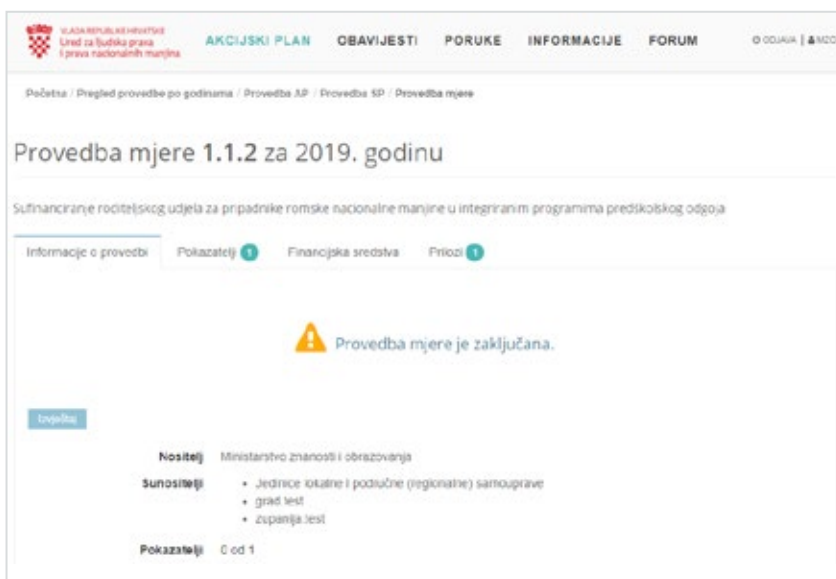 VLADA REPUBLIKE HRVATSKE
Ured za ljudska prava
i prava nacionalnih manjina
AKCIJSKI PLAN OBAVIJESTI PORUKE INFORMACIJE FORUM ODJAVA | MZO
Početna / Pregled provedbe po godinama / Provedba AP / Provedba SP / Provedba mjere
Provedba mjere 1.1.2 za 2019. godinu
Sufinanciranje roditeljskog udjela za pripadnike romske nacionalne manjine u integriranim programima predškolskog odgoja
Informacije o provedbi Pokazatelji 1 Financijska sredstva Prilozi 1
Provedba mjere je zaključana.
Izvješće
Nositelj Ministarstvo znanosti i obrazovanja
Sunositelji • Jedinice lokalne i područne (regionalne) samouprave
• grad test
• zupanija test
Pokazatelji 0 od 1